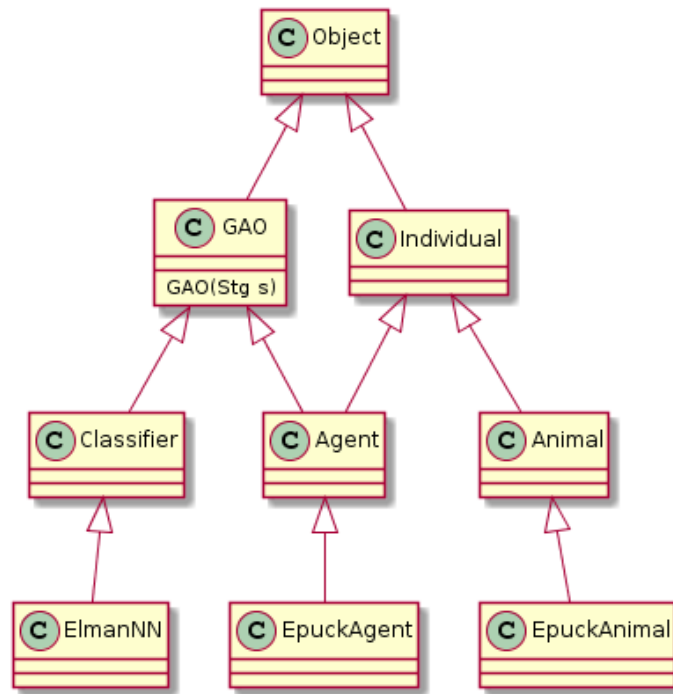 C Object
C GAO
GAO(Stg s)
C Individual
C Classifier
C Agent
C Animal
C ElmanNN
C EpuckAgent
C EpuckAnimal